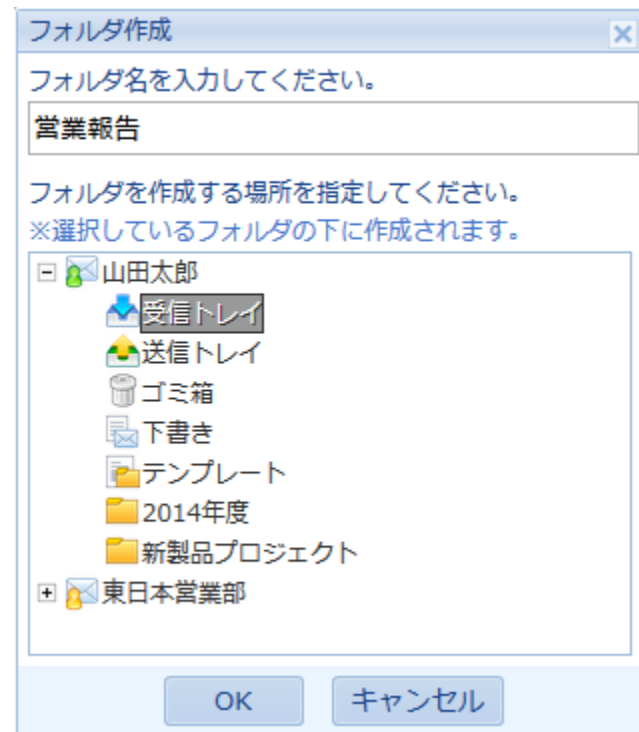 フォルダ作成
フォルダ名を入力してください。
営業報告
フォルダを作成する場所を指定してください。
※選択しているフォルダの下に作成されます。
山田太郎
受信トレイ
送信トレイ
ゴミ箱
下書き
テンプレート
2014年度
新製品プロジェクト
東日本営業部
OK キャンセル